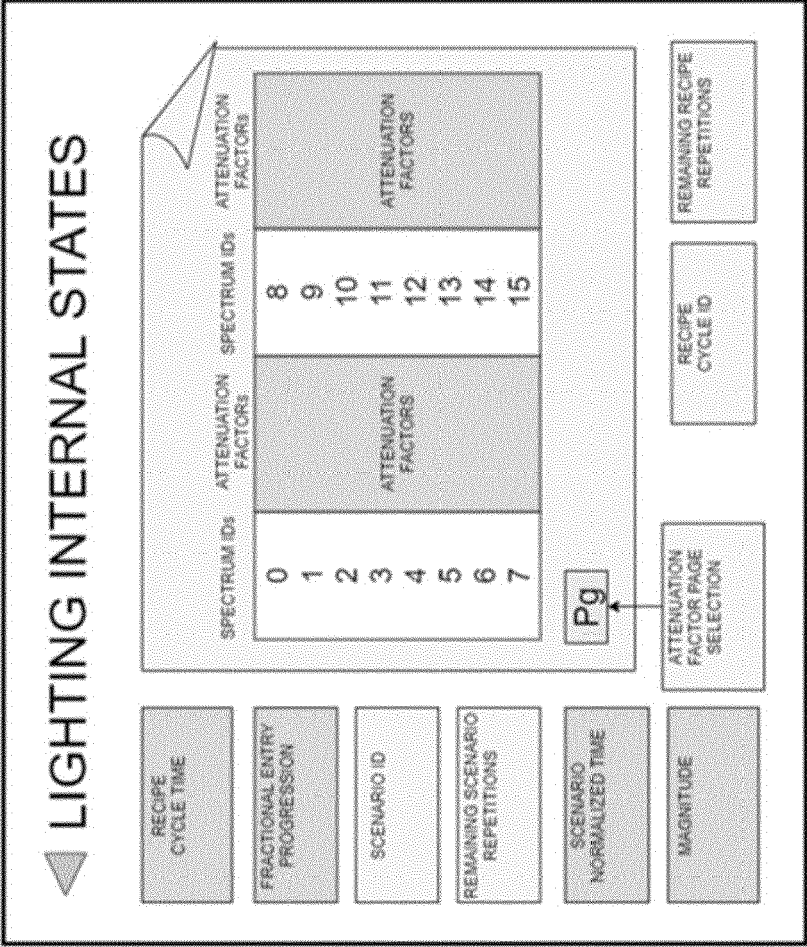 LIGHTING INTERNAL STATES
RECIPE
CYCLE TIME
FRACTIONAL ENTRY
PROGRESSION
SCENARIO ID
REMAINING SCENARIO
REPETITIONS
SCENARIO
NORMALIZED TIME
MAGNITUDE
SPECTRUM IDs
ATTENUATION
FACTORs
SPECTRUM IDs
ATTENUATION
FACTORs
0
1
2
3
4
5
6
7
ATTENUATION
FACTORS
8
9
10
11
12
13
14
15
ATTENUATION
FACTORS
Pg
ATTENUATION
FACTOR PAGE
SELECTION
RECIPE
CYCLE ID
REMAINING RECIPE
REPETITIONS